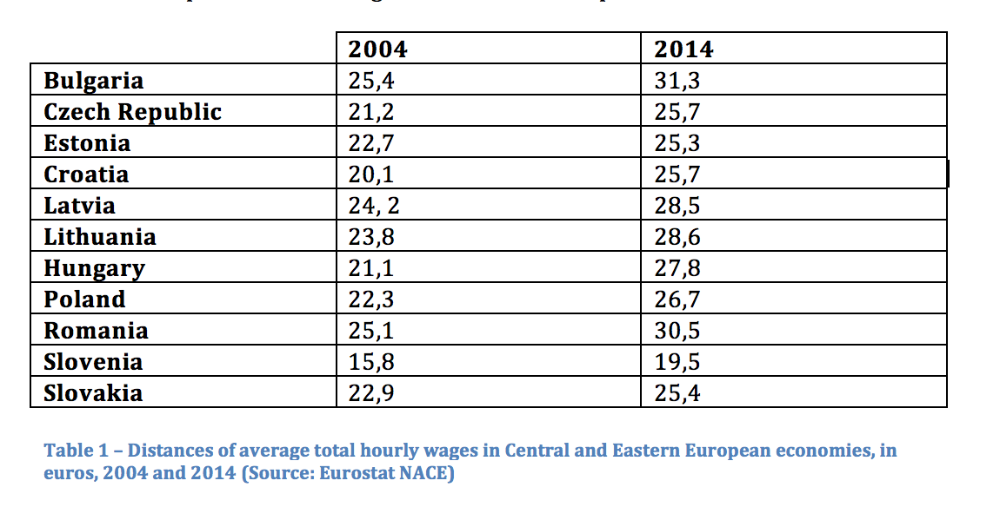 2004 2014
Bulgaria 25,4 31,3
Czech Republic 21,2 25,7
Estonia 22,7 25,3
Croatia 20,1 25,7
Latvia 24, 2 28,5
Lithuania 23,8 28,6
Hungary 21,1 27,8
Poland 22,3 26,7
Romania 25,1 30,5
Slovenia 15,8 19,5
Slovakia 22,9 25,4
Table 1 – Distances of average total hourly wages in Central and Eastern European economies, in
euros, 2004 and 2014 (Source: Eurostat NACE)